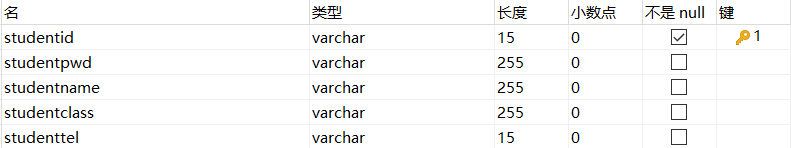 名 类型 长度 小数点 不是 null 键
studentid varchar 15 0 1
studentpwd varchar 255 0
studentname varchar 255 0
studentclass varchar 255 0
studenttel varchar 15 0